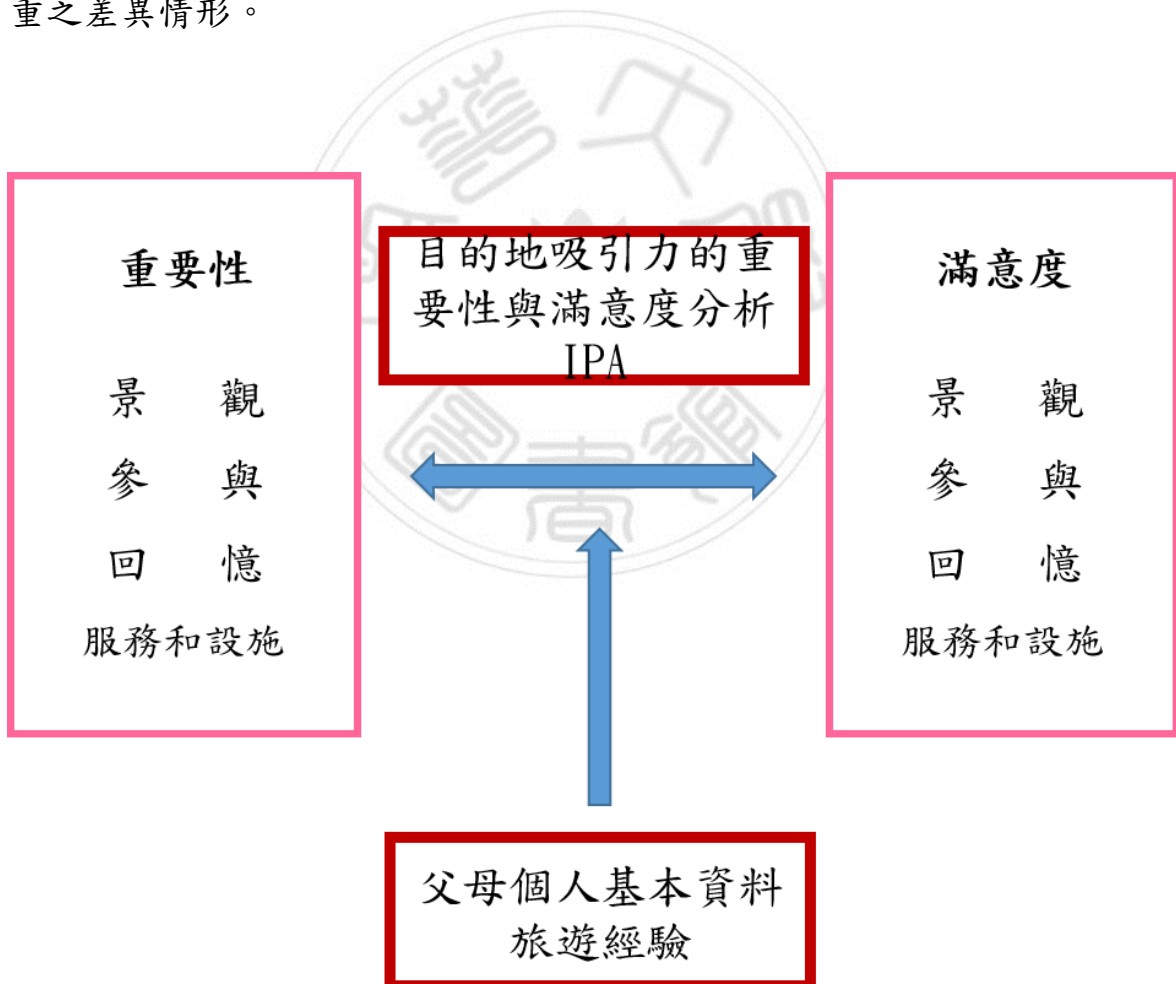 重之差異情形。
重要性
景 觀
參 與
回 憶
服務和設施
目的地吸引力的重
要性與滿意度分析
IPA
滿意度
景 觀
參 與
回 憶
服務和設施
父母個人基本資料
旅遊經驗